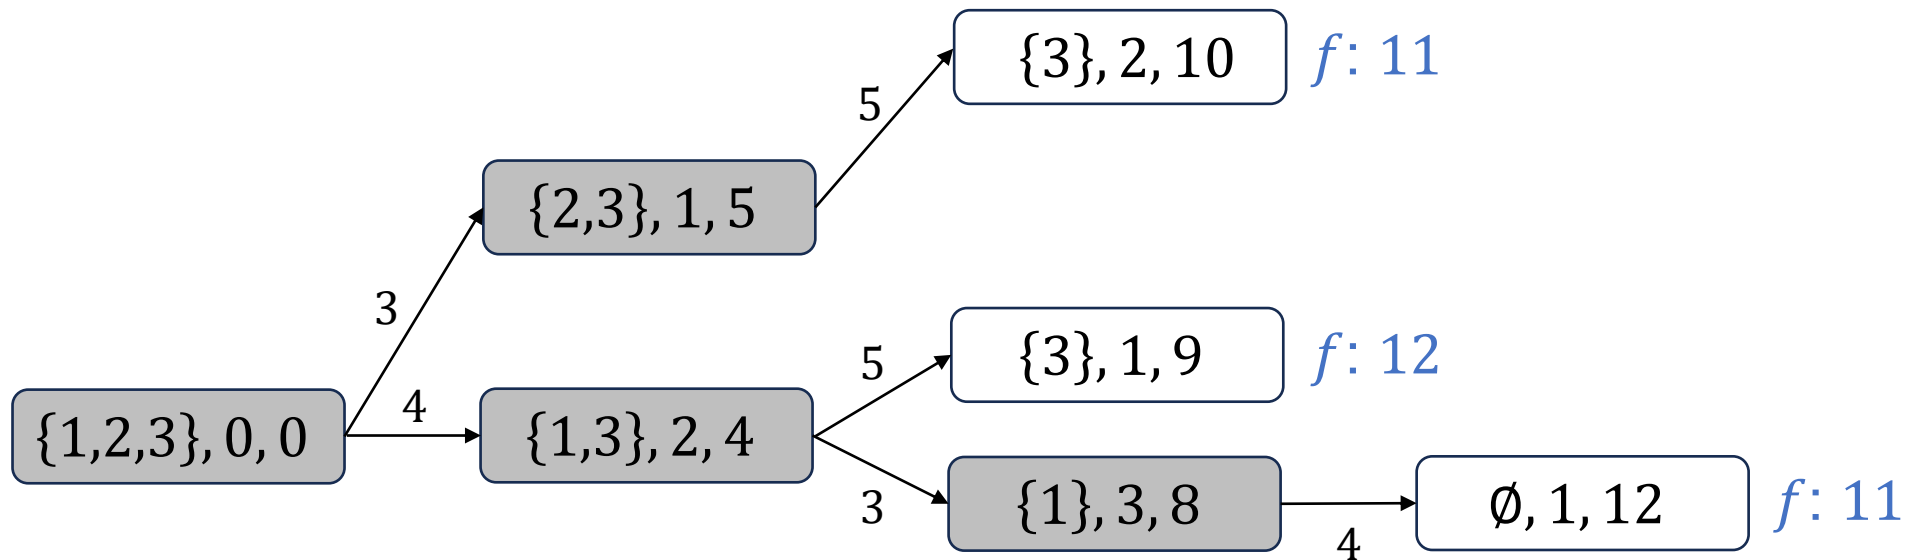 {3}, 2, 10
f: 11
5
{2,3}, 1, 5
3
{3}, 1, 9
f: 12
5
4
{1,2,3}, 0, 0
{1,3}, 2, 4
3
{1}, 3, 8
4
∅, 1, 12
f: 11